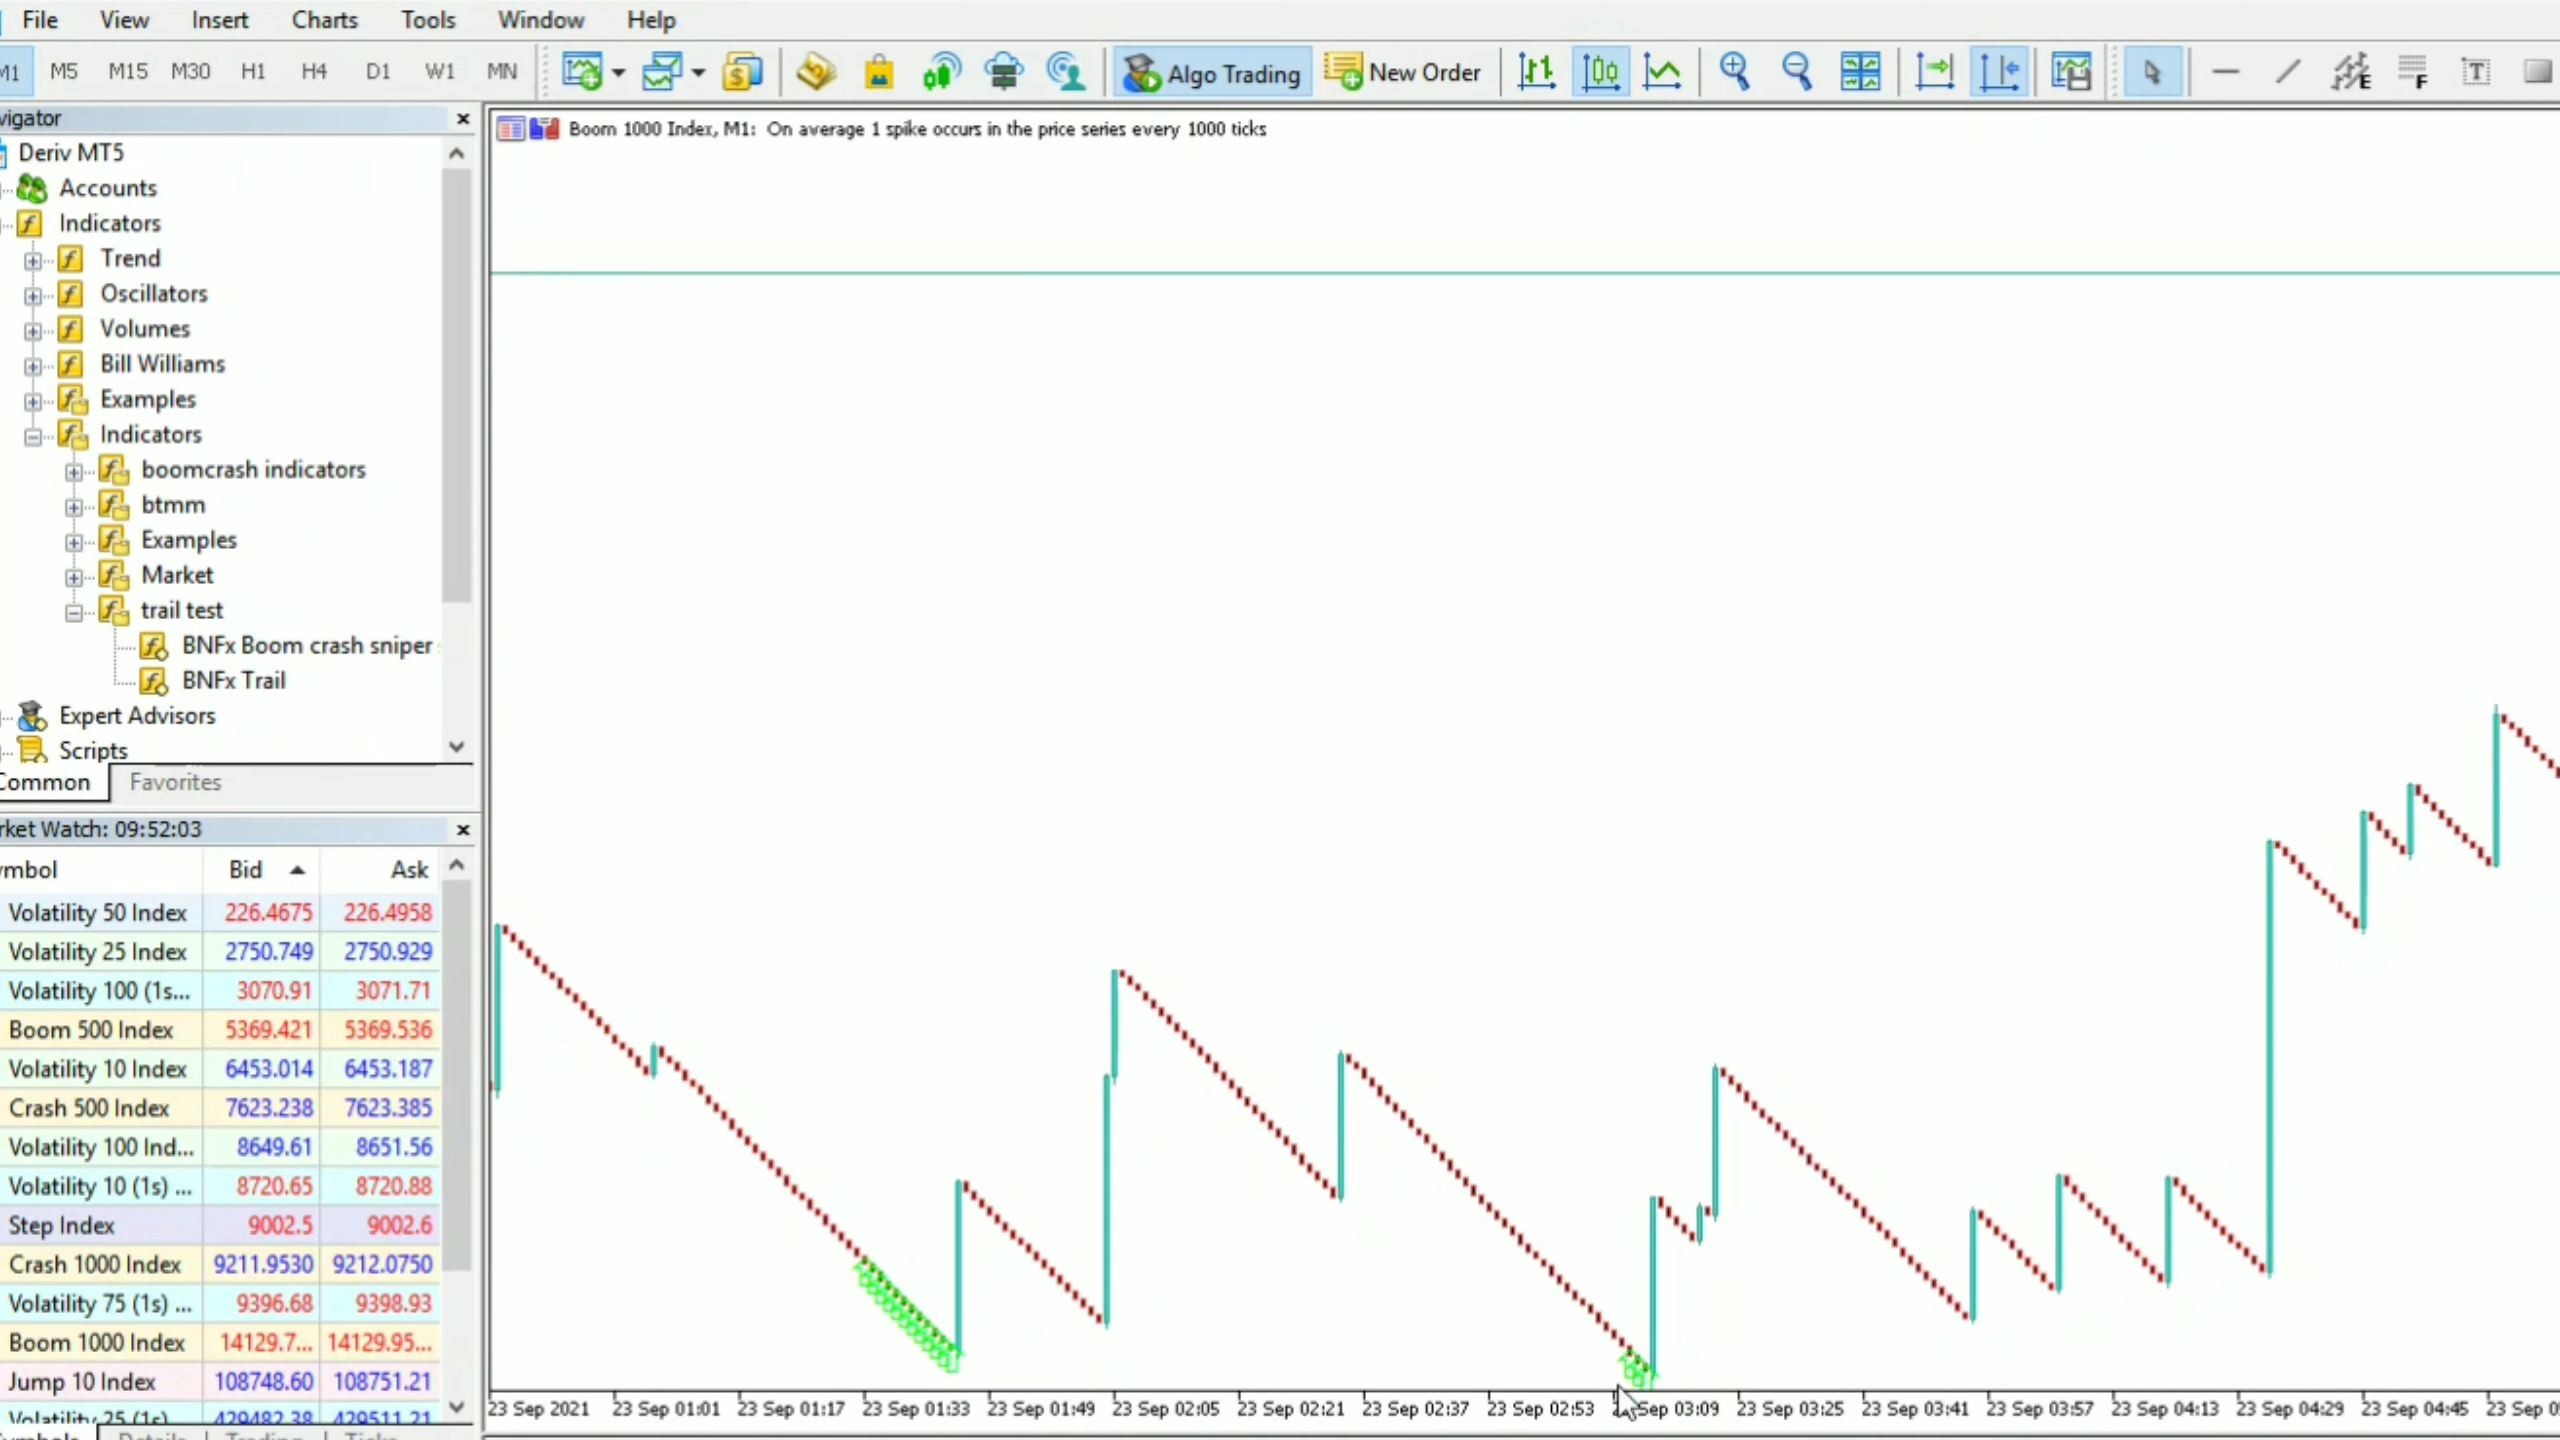 File View Insert Charts Tools Window Help
M1 M5 M15 M30 H1 H4 D1 W1 MN Algo Trading New Order
Deriv MT5
Accounts
Indicators
Trend
Oscillators
Volumes
Bill Williams
Examples
Indicators
boomcrash indicators
btmm
Examples
Market
trail test
BNFx Boom crash sniper
BNFx Trail
Expert Advisors
Scripts
Common Favorites
Boom 1000 Index, M1: On average 1 spike occurs in the price series every 1000 ticks
Watch: 09:52:03
Bid Ask
Volatility 50 Index 226.4675 226.4958
Volatility 25 Index 2750.749 2750.929
Volatility 100 (1s... 3070.91 3071.71
Boom 500 Index 5369.421 5369.536
Volatility 10 Index 6453.014 6453.187
Crash 500 Index 7623.238 7623.385
Volatility 100 Ind... 8649.61 8651.56
Volatility 10 (1s) ... 8720.65 8720.88
Step Index 9002.5 9002.6
Crash 1000 Index 9211.9530 9212.0750
Volatility 75 (1s) ... 9396.68 9398.93
Boom 1000 Index 14129.7... 14129.95...
Jump 10 Index 108748.60 108751.21
Volatility 25 (1s) 429482.38 429511.21
23 Sep 2021 23 Sep 01:01 23 Sep 01:17 23 Sep 01:33 23 Sep 01:49 23 Sep 02:05 23 Sep 02:21 23 Sep 02:37 23 Sep 02:53 Sep 03:09 23 Sep 03:25 23 Sep 03:41 23 Sep 03:57 23 Sep 04:13 23 Sep 04:29 23 Sep 04:45 23 Sep